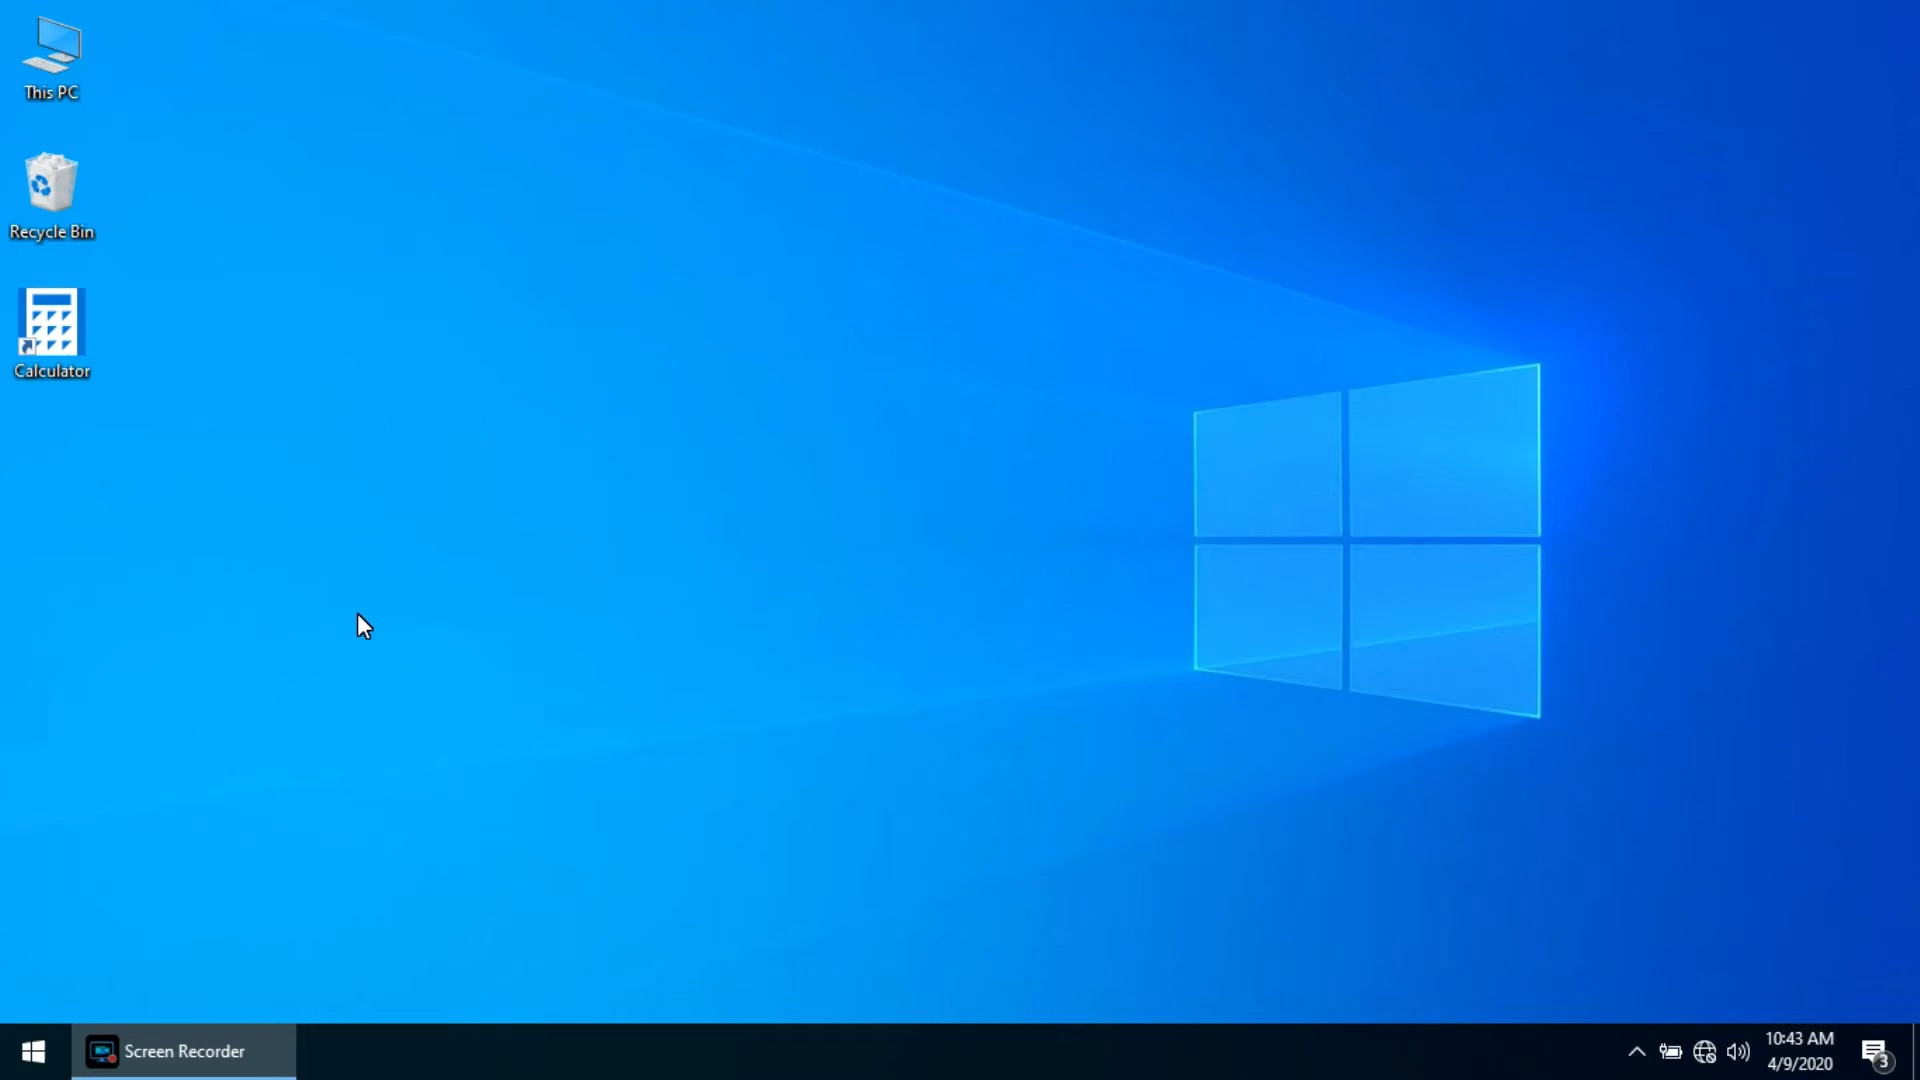 This PC
Recycle Bin
Calculator
Screen Recorder
10:43 AM
4/9/2020
3